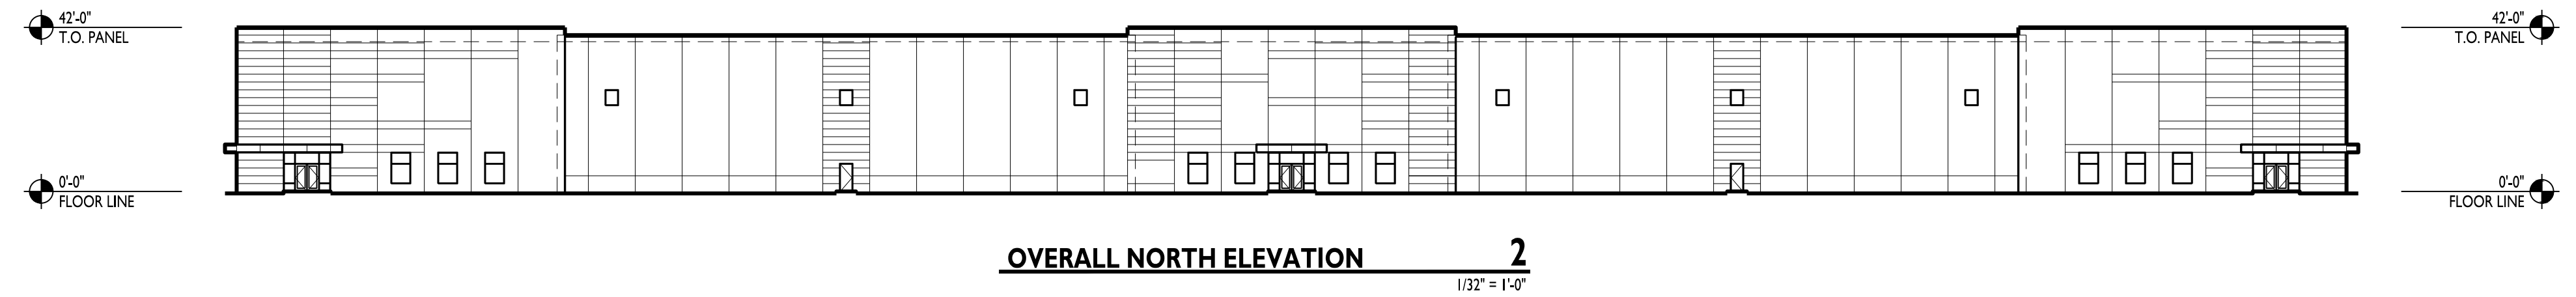 42'-0"
T.O. PANEL
42'-0"
T.O. PANEL
0'-0"
FLOOR LINE
0'-0"
FLOOR LINE
OVERALL NORTH ELEVATION 2
1/32" = 1'-0"